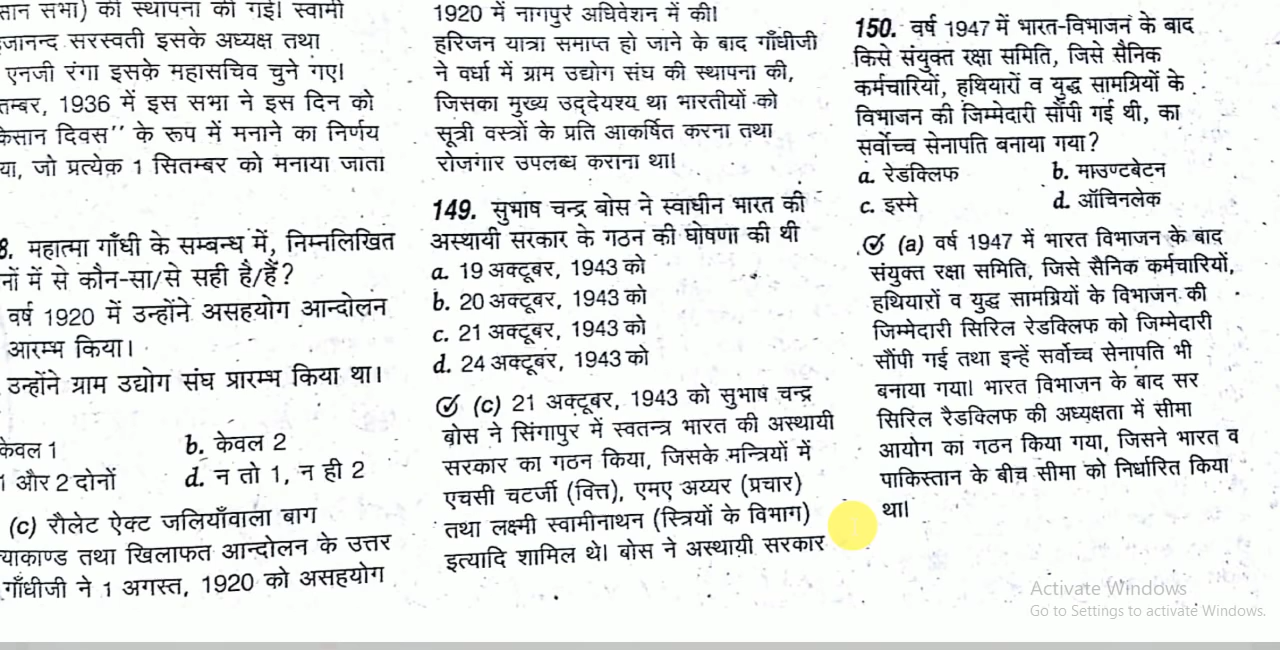 सान सभा) की स्थापना की गई। स्वामी
जानन्द सरस्वती इसके अध्यक्ष तथा
एनजी रंगा इसके महासचिव चुने गए।
तम्बर, 1936 में इस सभा ने इस दिन को
केसान दिवस'' के रूप में मनाने का निर्णय
या, जो प्रत्येक 1 सितम्बर को मनाया जाता
8. महात्मा गाँधी के सम्बन्ध में, निम्नलिखित
नों में से कौन-सा/से सही है/हैं?
वर्ष 1920 में उन्होंने असहयोग आन्दोलन
आरम्भ किया।
उन्होंने ग्राम उद्योग संघ प्रारम्भ किया था।
केवल 1 b. केवल 2
1 और 2 दोनों d. न तो 1, न ही 2
(c) रौलेट ऐक्ट जलियाँवाला बाग
याकाण्ड तथा खिलाफत आन्दोलन के उत्तर
गाँधीजी ने 1 अगस्त, 1920 को असहयोग
1920 में नागपुर अधिवेशन में की।
हरिजन यात्रा समाप्त हो जाने के बाद गाँधीजी
ने वर्धा में ग्राम उद्योग संघ की स्थापना की,
जिसका मुख्य उद्देयश्य था भारतीयों को
सूत्री वस्त्रों के प्रति आकर्षित करना तथा
रोजगार उपलब्ध कराना था।
149. सुभाष चन्द्र बोस ने स्वाधीन भारत की
अस्थायी सरकार के गठन की घोषणा की थी
a. 19 अक्टूबर, 1943 को
b. 20 अक्टूबर, 1943 को
c. 21 अक्टूबर, 1943 को
d. 24 अक्टूबर, 1943 को
(c) 21 अक्टूबर, 1943 को सुभाष चन्द्र
बोस ने सिंगापुर में स्वतन्त्र भारत की अस्थायी
सरकार का गठन किया, जिसके मन्त्रियों में
एचसी चटर्जी (वित्त), एमए अय्यर (प्रचार)
तथा लक्ष्मी स्वामीनाथन (स्त्रियों के विभाग)
इत्यादि शामिल थे। बोस ने अस्थायी सरकार
150. वर्ष 1947 में भारत-विभाजन के बाद
किसे संयुक्त रक्षा समिति, जिसे सैनिक
कर्मचारियों, हथियारों व युद्ध सामग्रियों के
विभाजन की जिम्मेदारी सौंपी गई थी, का
सर्वोच्च सेनापति बनाया गया?
a. रेडक्लिफ b. माउण्टबेटन
c. इस्मे d. ऑचिनलेक
(a) वर्ष 1947 में भारत विभाजन के बाद
संयुक्त रक्षा समिति, जिसे सैनिक कर्मचारियों,
हथियारों व युद्ध सामग्रियों के विभाजन की
जिम्मेदारी सिरिल रेडक्लिफ को जिम्मेदारी
सौंपी गई तथा इन्हें सर्वोच्च सेनापति भी
बनाया गया। भारत विभाजन के बाद सर
सिरिल रैडक्लिफ की अध्यक्षता में सीमा
आयोग का गठन किया गया, जिसने भारत व
पाकिस्तान के बीच सीमा को निर्धारित किया
था।
Activate Windows
Go to Settings to activate Windows.